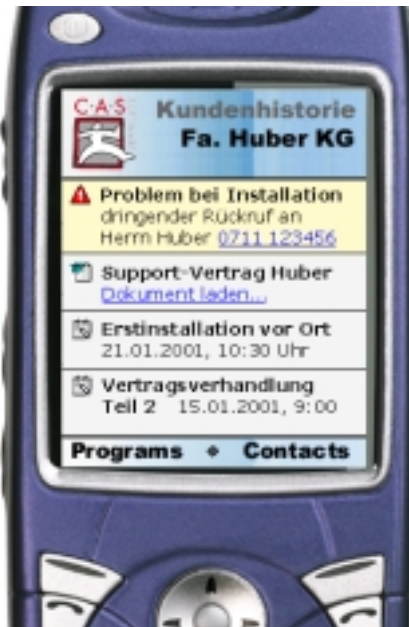 C·A·S
Kundenhistorie
Fa. Huber KG
Problem bei Installation
dringender Rückruf an
Herrn Huber 0711 123456
Support-Vertrag Huber
Dokument laden...
Erstinstallation vor Ort
21.01.2001, 10:30 Uhr
Vertragsverhandlung
Teil 2 15.01.2001, 9:00
Programs Contacts